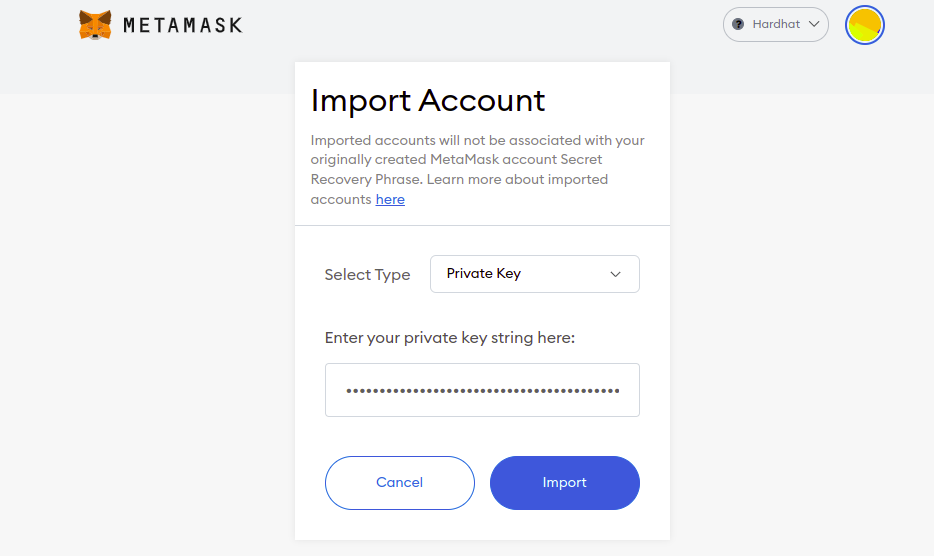 METAMASK
? Hardhat
Import Account
Imported accounts will not be associated with your
originally created MetaMask account Secret
Recovery Phrase. Learn more about imported
accounts here
Select Type Private Key
Enter your private key string here:
•••••••••••••••••••••••••••••••••••••••••
Cancel Import